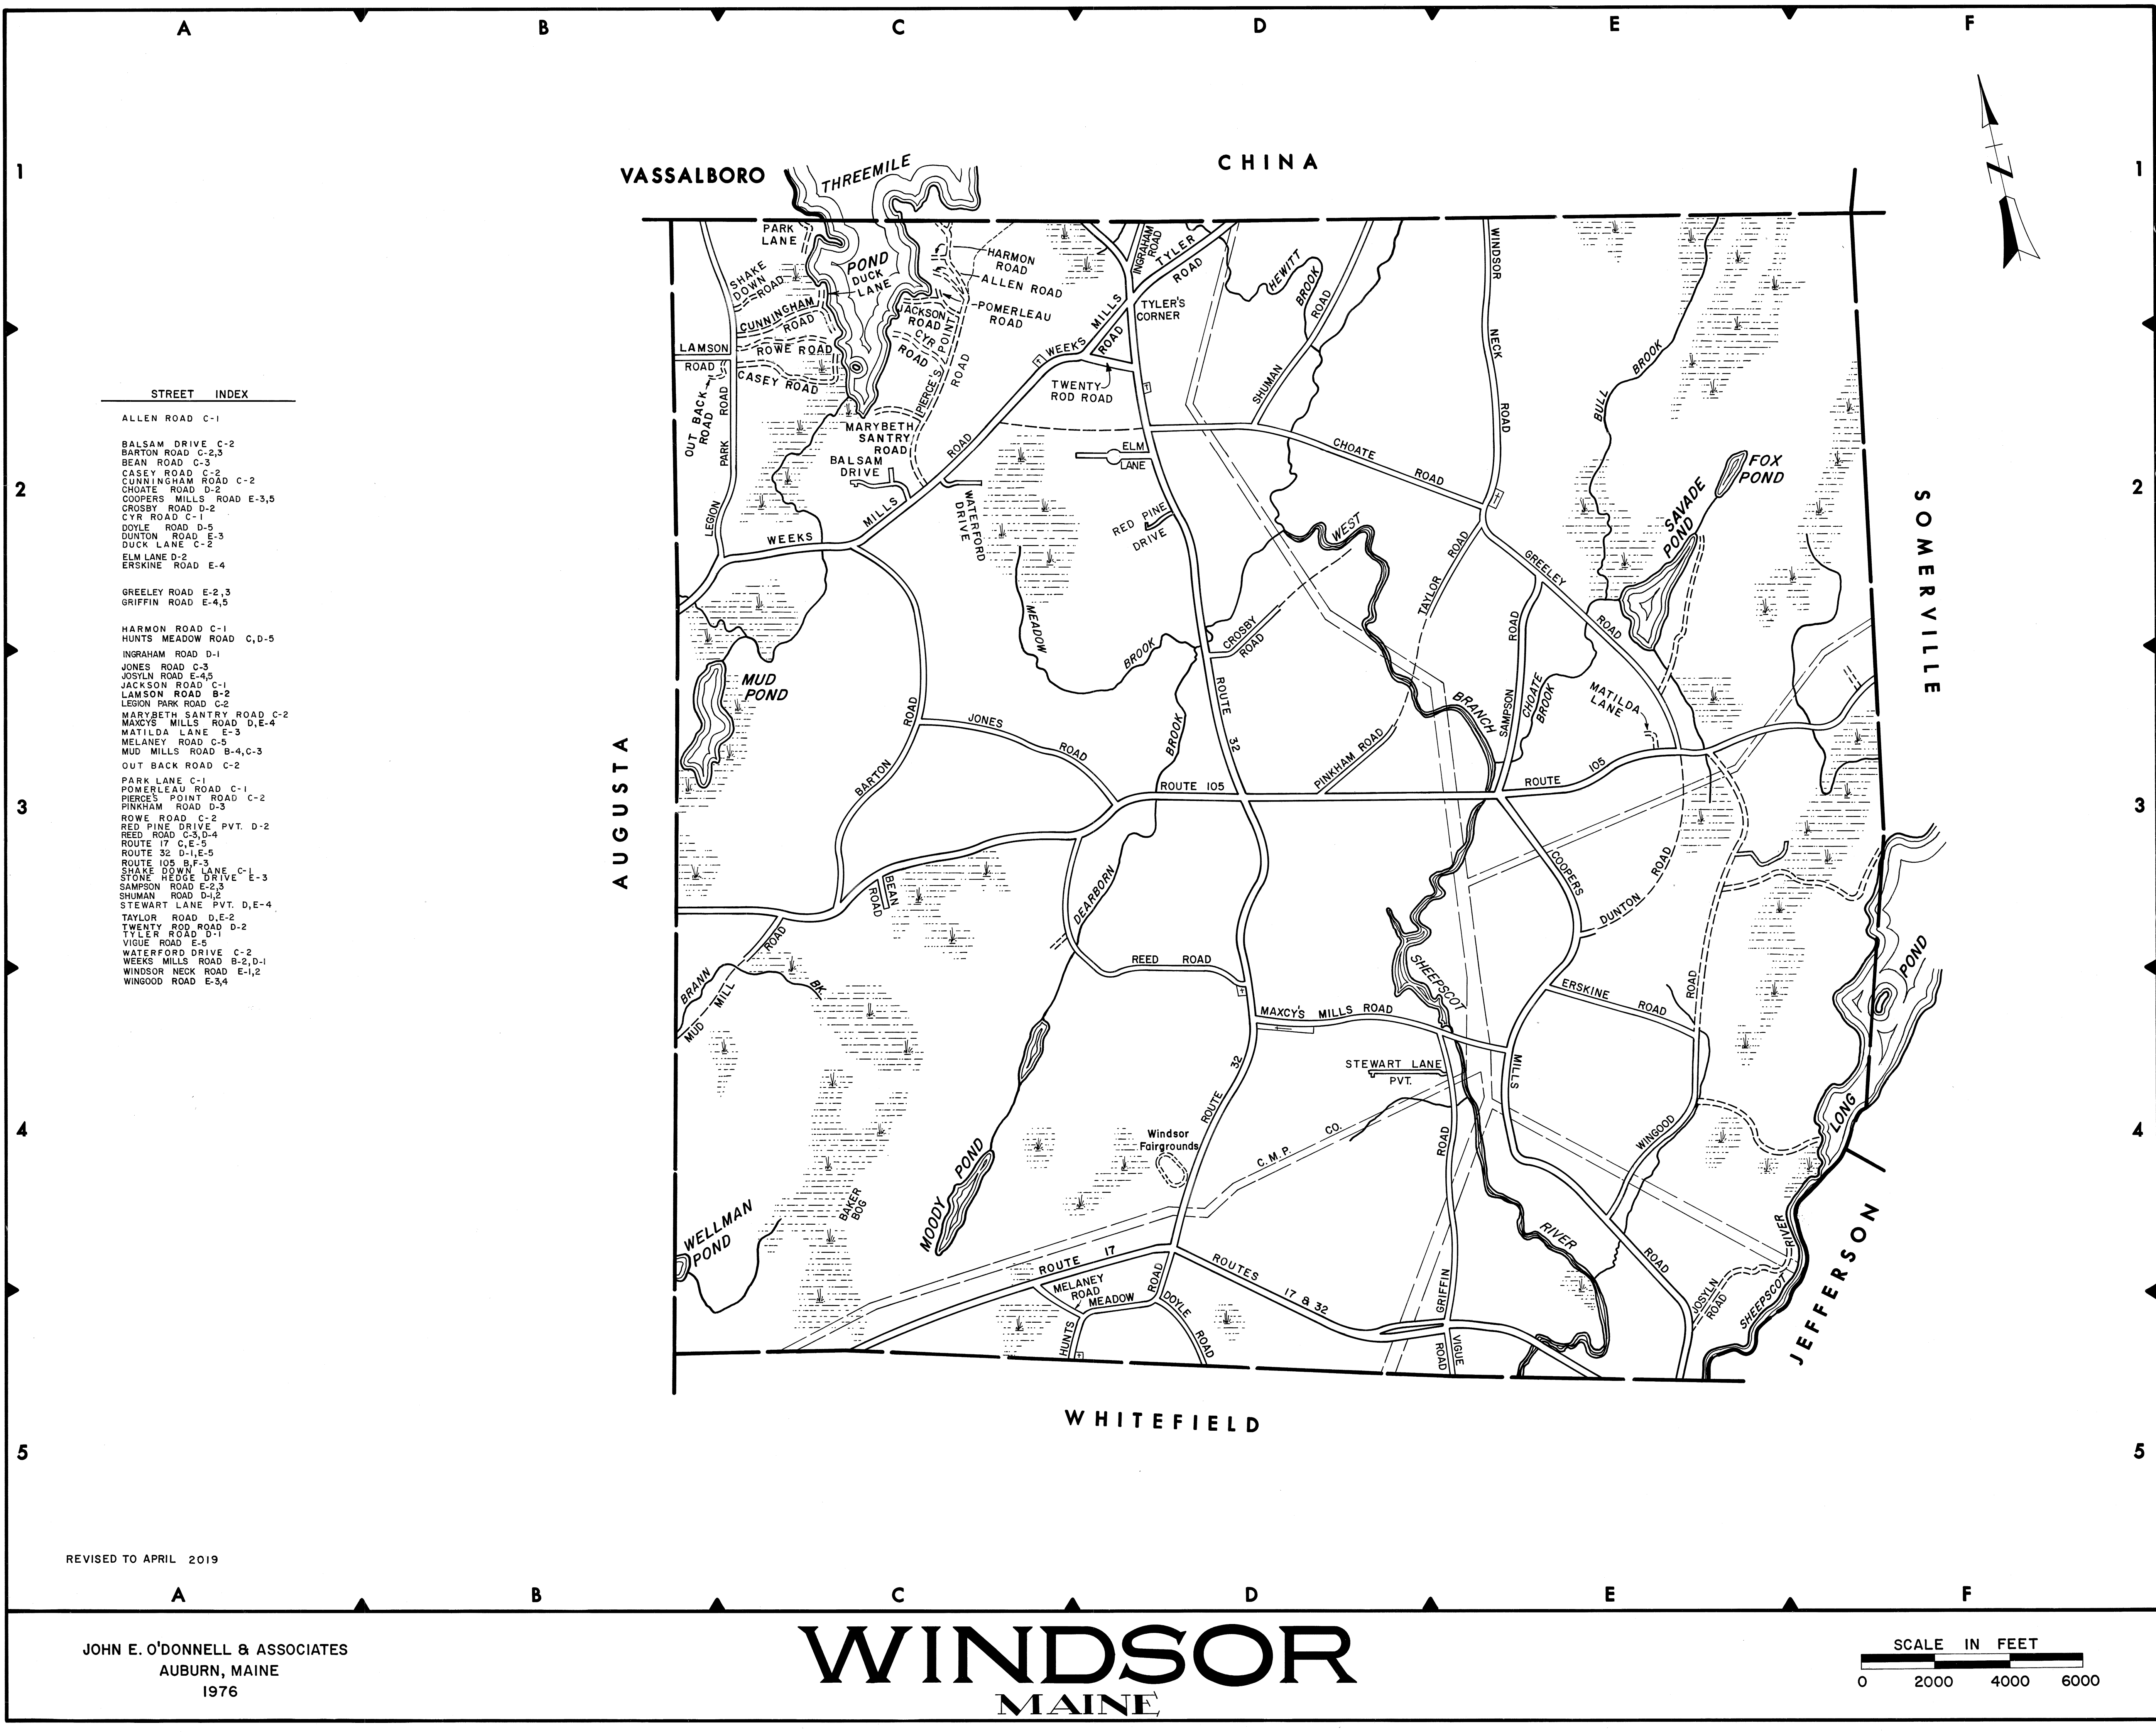 A B C D E F
1
2
3
4
5
1
2
3
4
5
STREET INDEX
ALLEN ROAD C-1
BALSAM DRIVE C-2
BARTON ROAD C-2,3
BEAN ROAD C-3
CASEY ROAD C-2
CUNNINGHAM ROAD C-2
CHOATE ROAD D-2
COOPERS MILLS ROAD E-3,5
CROSBY ROAD D-2
CYR ROAD C-1
DOYLE ROAD D-5
DUNTON ROAD E-3
DUCK LANE C-2
ELM LANE D-2
ERSKINE ROAD E-4
GREELEY ROAD E-2,3
GRIFFIN ROAD E-4,5
HARMON ROAD C-1
HUNTS MEADOW ROAD C,D-5
INGRAHAM ROAD D-1
JONES ROAD C-3
JOSYLN ROAD E-4,5
JACKSON ROAD C-1
LAMSON ROAD B-2
LEGION PARK ROAD C-2
MARYBETH SANTRY ROAD C-2
MAXCYS MILLS ROAD D,E-4
MATILDA LANE E-3
MELANEY ROAD C-5
MUD MILLS ROAD B-4,C-3
OUT BACK ROAD C-2
PARK LANE C-1
POMERLEAU ROAD C-1
PIERCE'S POINT ROAD C-2
PINKHAM ROAD D-3
ROWE ROAD C-2
RED PINE DRIVE PVT. D-2
REED ROAD C-3,D-4
ROUTE 17 C,E-5
ROUTE 32 D-1,E-5
ROUTE 105 B,F-3
SHAKE DOWN LANE C-1
STONE HEDGE DRIVE E-3
SAMPSON ROAD E-2,3
SHUMAN ROAD D-1,2
STEWART LANE PVT. D,E-4
TAYLOR ROAD D,E-2
TWENTY ROD ROAD D-2
TYLER ROAD D-1
VIGUE ROAD E-5
WATERFORD DRIVE C-2
WEEKS MILLS ROAD B-2,D-1
WINDSOR NECK ROAD E-1,2
WINGOOD ROAD E-3,4
VASSALBORO
CHINA
SOMERVILLE
JEFFERSON
WHITEFIELD
AUGUSTA
N
THREEMILE
POND
PARK
LANE
SHAKE
DOWN
ROAD
DUCK
LANE
CUNNINGHAM
ROAD
LAMSON
ROAD
ROWE ROAD
CASEY ROAD
OUT BACK
ROAD
LEGION PARK ROAD
HARMON
ROAD
ALLEN ROAD
POMERLEAU
ROAD
JACKSON
ROAD
CYR
ROAD
PIERCE'S POINT
ROAD
MARYBETH
SANTRY
ROAD
BALSAM
DRIVE
WATERFORD
DRIVE
WEEKS MILLS ROAD
WEEKS MILLS
ROAD
INGRAHAM
ROAD
TYLER
ROAD
TYLER'S
CORNER
TWENTY
ROD ROAD
HEWITT
BROOK
SHUMAN ROAD
WINDSOR NECK ROAD
BULL BROOK
CHOATE ROAD
ELM
LANE
RED PINE
DRIVE
FOX
POND
SAVADE
POND
WEST BRANCH
TAYLOR ROAD
GREELEY ROAD
SAMPSON ROAD
CHOATE
BROOK
MATILDA
LANE
MEADOW BROOK
CROSBY
ROAD
ROUTE 32
MUD
POND
BARTON ROAD
JONES ROAD
DEARBORN BROOK
PINKHAM ROAD
ROUTE 105
ROUTE 105
BEAN
ROAD
COOPERS MILLS ROAD
DUNTON ROAD
REED ROAD
BRANN BK.
MUD MILL ROAD
SHEEPSCOT RIVER
ERSKINE ROAD
MAXCY'S MILLS ROAD
STEWART LANE
PVT.
ROUTE 32
WINGOOD ROAD
LONG POND
Windsor
Fairgrounds
C.M.P. CO.
BAKER
BOG
MOODY POND
WELLMAN
POND
ROUTE 17
MELANEY
ROAD
HUNTS MEADOW ROAD
DOYLE ROAD
ROUTES 17 & 32
GRIFFIN ROAD
VIGUE
ROAD
JOSYLN
ROAD
SHEEPSCOT RIVER
REVISED TO APRIL 2019
A B C D E F
JOHN E. O'DONNELL & ASSOCIATES
AUBURN, MAINE
1976
WINDSOR
MAINE
SCALE IN FEET
0 2000 4000 6000